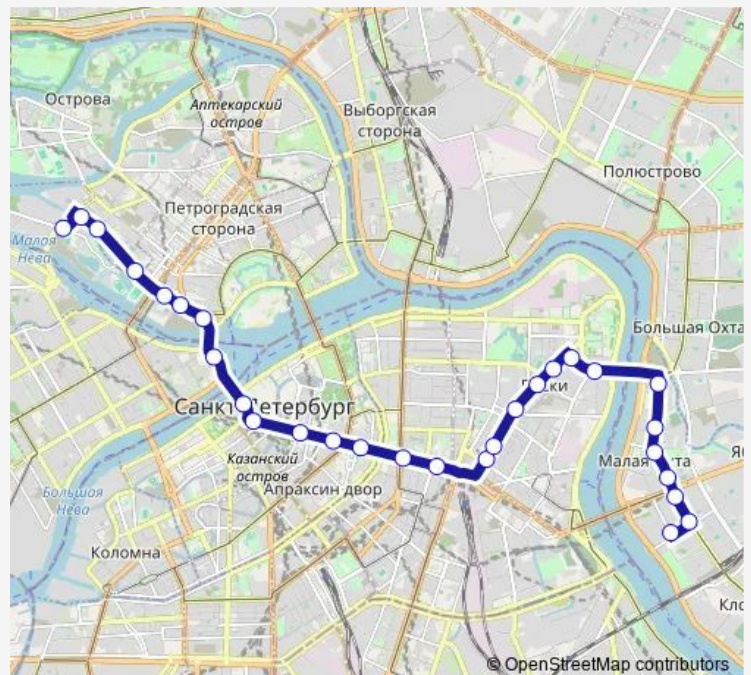 Острова
Аптекарский
остров
Выборгская
сторона
Полюстрово
Петроградская
сторона
Малая
Нева
Большая Охта
Санкт-Петербург
Казанский
остров
Апраксин двор
Большая
Нева
Коломна
© OpenStreetMap contributors